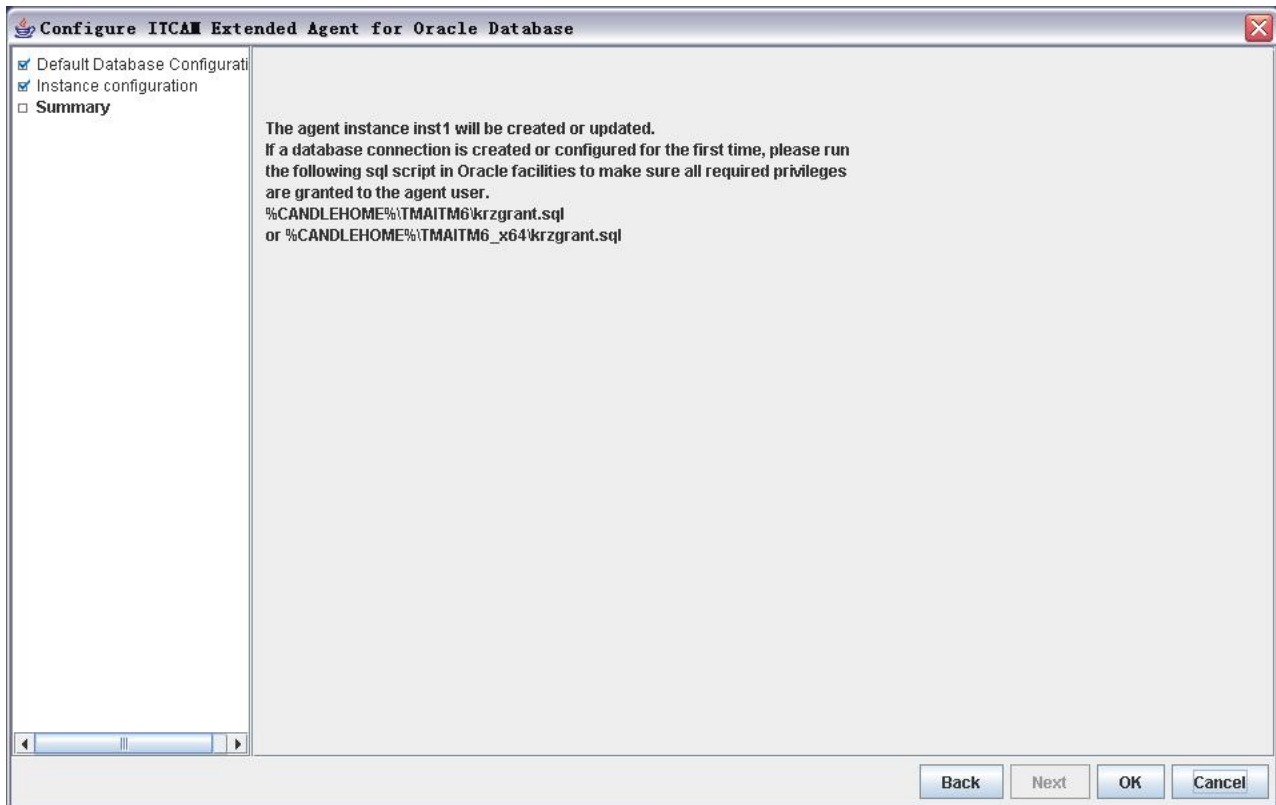 Configure ITCAM Extended Agent for Oracle Database
Default Database Configurati
Instance configuration
Summary
The agent instance inst1 will be created or updated.
If a database connection is created or configured for the first time, please run
the following sql script in Oracle facilities to make sure all required privileges
are granted to the agent user.
%CANDLEHOME%\TMAITM6\krzgrant.sql
or %CANDLEHOME%\TMAITM6_x64\krzgrant.sql
Back
Next
OK
Cancel